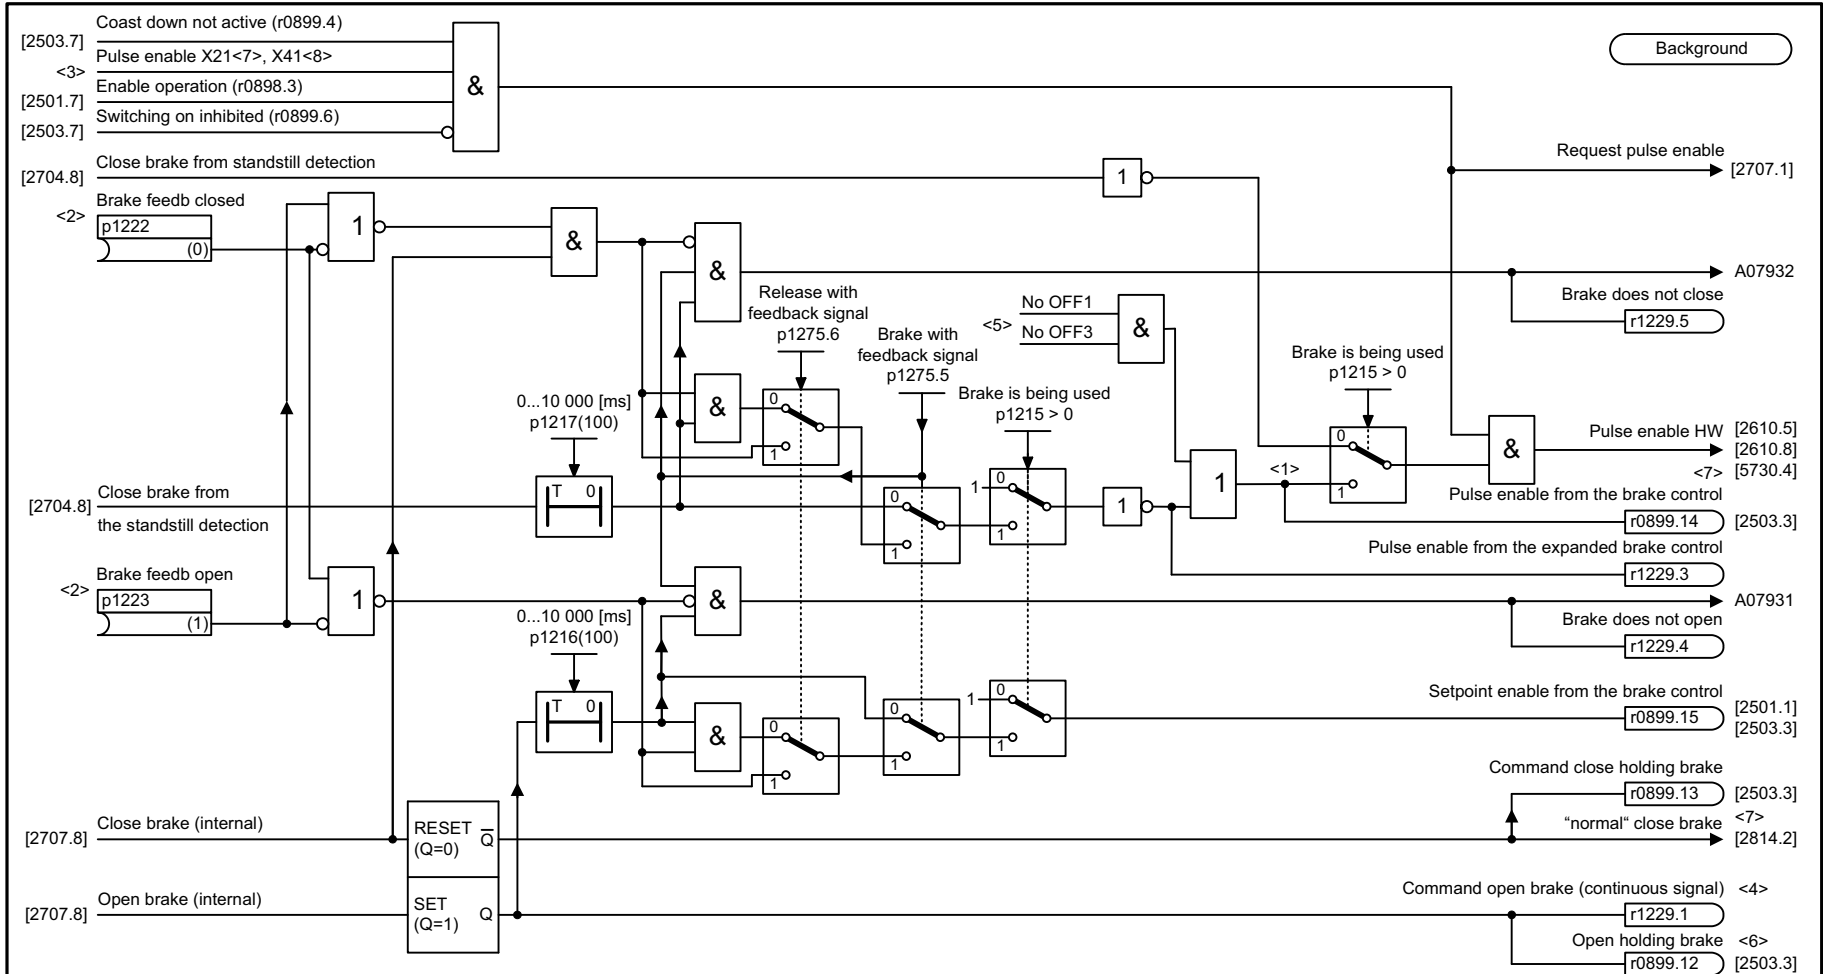 Coast down not active (r0899.4)
[2503.7]
Pulse enable X21<7>, X41<8>
<3>
Enable operation (r0898.3)
[2501.7]
Switching on inhibited (r0899.6)
[2503.7]
&
Background
Close brake from standstill detection
[2704.8]
1
Request pulse enable
[2707.1]
Brake feedb closed
<2>
p1222
(0)
1
&
&
A07932
Brake does not close
r1229.5
Release with
feedback signal
p1275.6
Brake with
feedback signal
p1275.5
No OFF1
<5>
No OFF3
&
Brake is being used
p1215 > 0
Brake is being used
p1215 > 0
0...10 000 [ms]
p1217(100)
&
0
1
0
1
&
Pulse enable HW
[2610.5]
[2610.8]
<7>
[5730.4]
Close brake from
[2704.8]
the standstill detection
T 0
0
1
1
0
1
1
1
<1>
Pulse enable from the brake control
r0899.14
[2503.3]
Pulse enable from the expanded brake control
r1229.3
Brake feedb open
<2>
p1223
(1)
1
&
A07931
Brake does not open
r1229.4
0...10 000 [ms]
p1216(100)
T 0
&
0
1
0
1
1
0
1
Setpoint enable from the brake control
r0899.15
[2501.1]
[2503.3]
Command close holding brake
r0899.13
[2503.3]
Close brake (internal)
[2707.8]
RESET Q
(Q=0)
“normal“ close brake
<7>
[2814.2]
Open brake (internal)
[2707.8]
SET Q
(Q=1)
Command open brake (continuous signal) <4>
r1229.1
Open holding brake <6>
r0899.12
[2503.3]